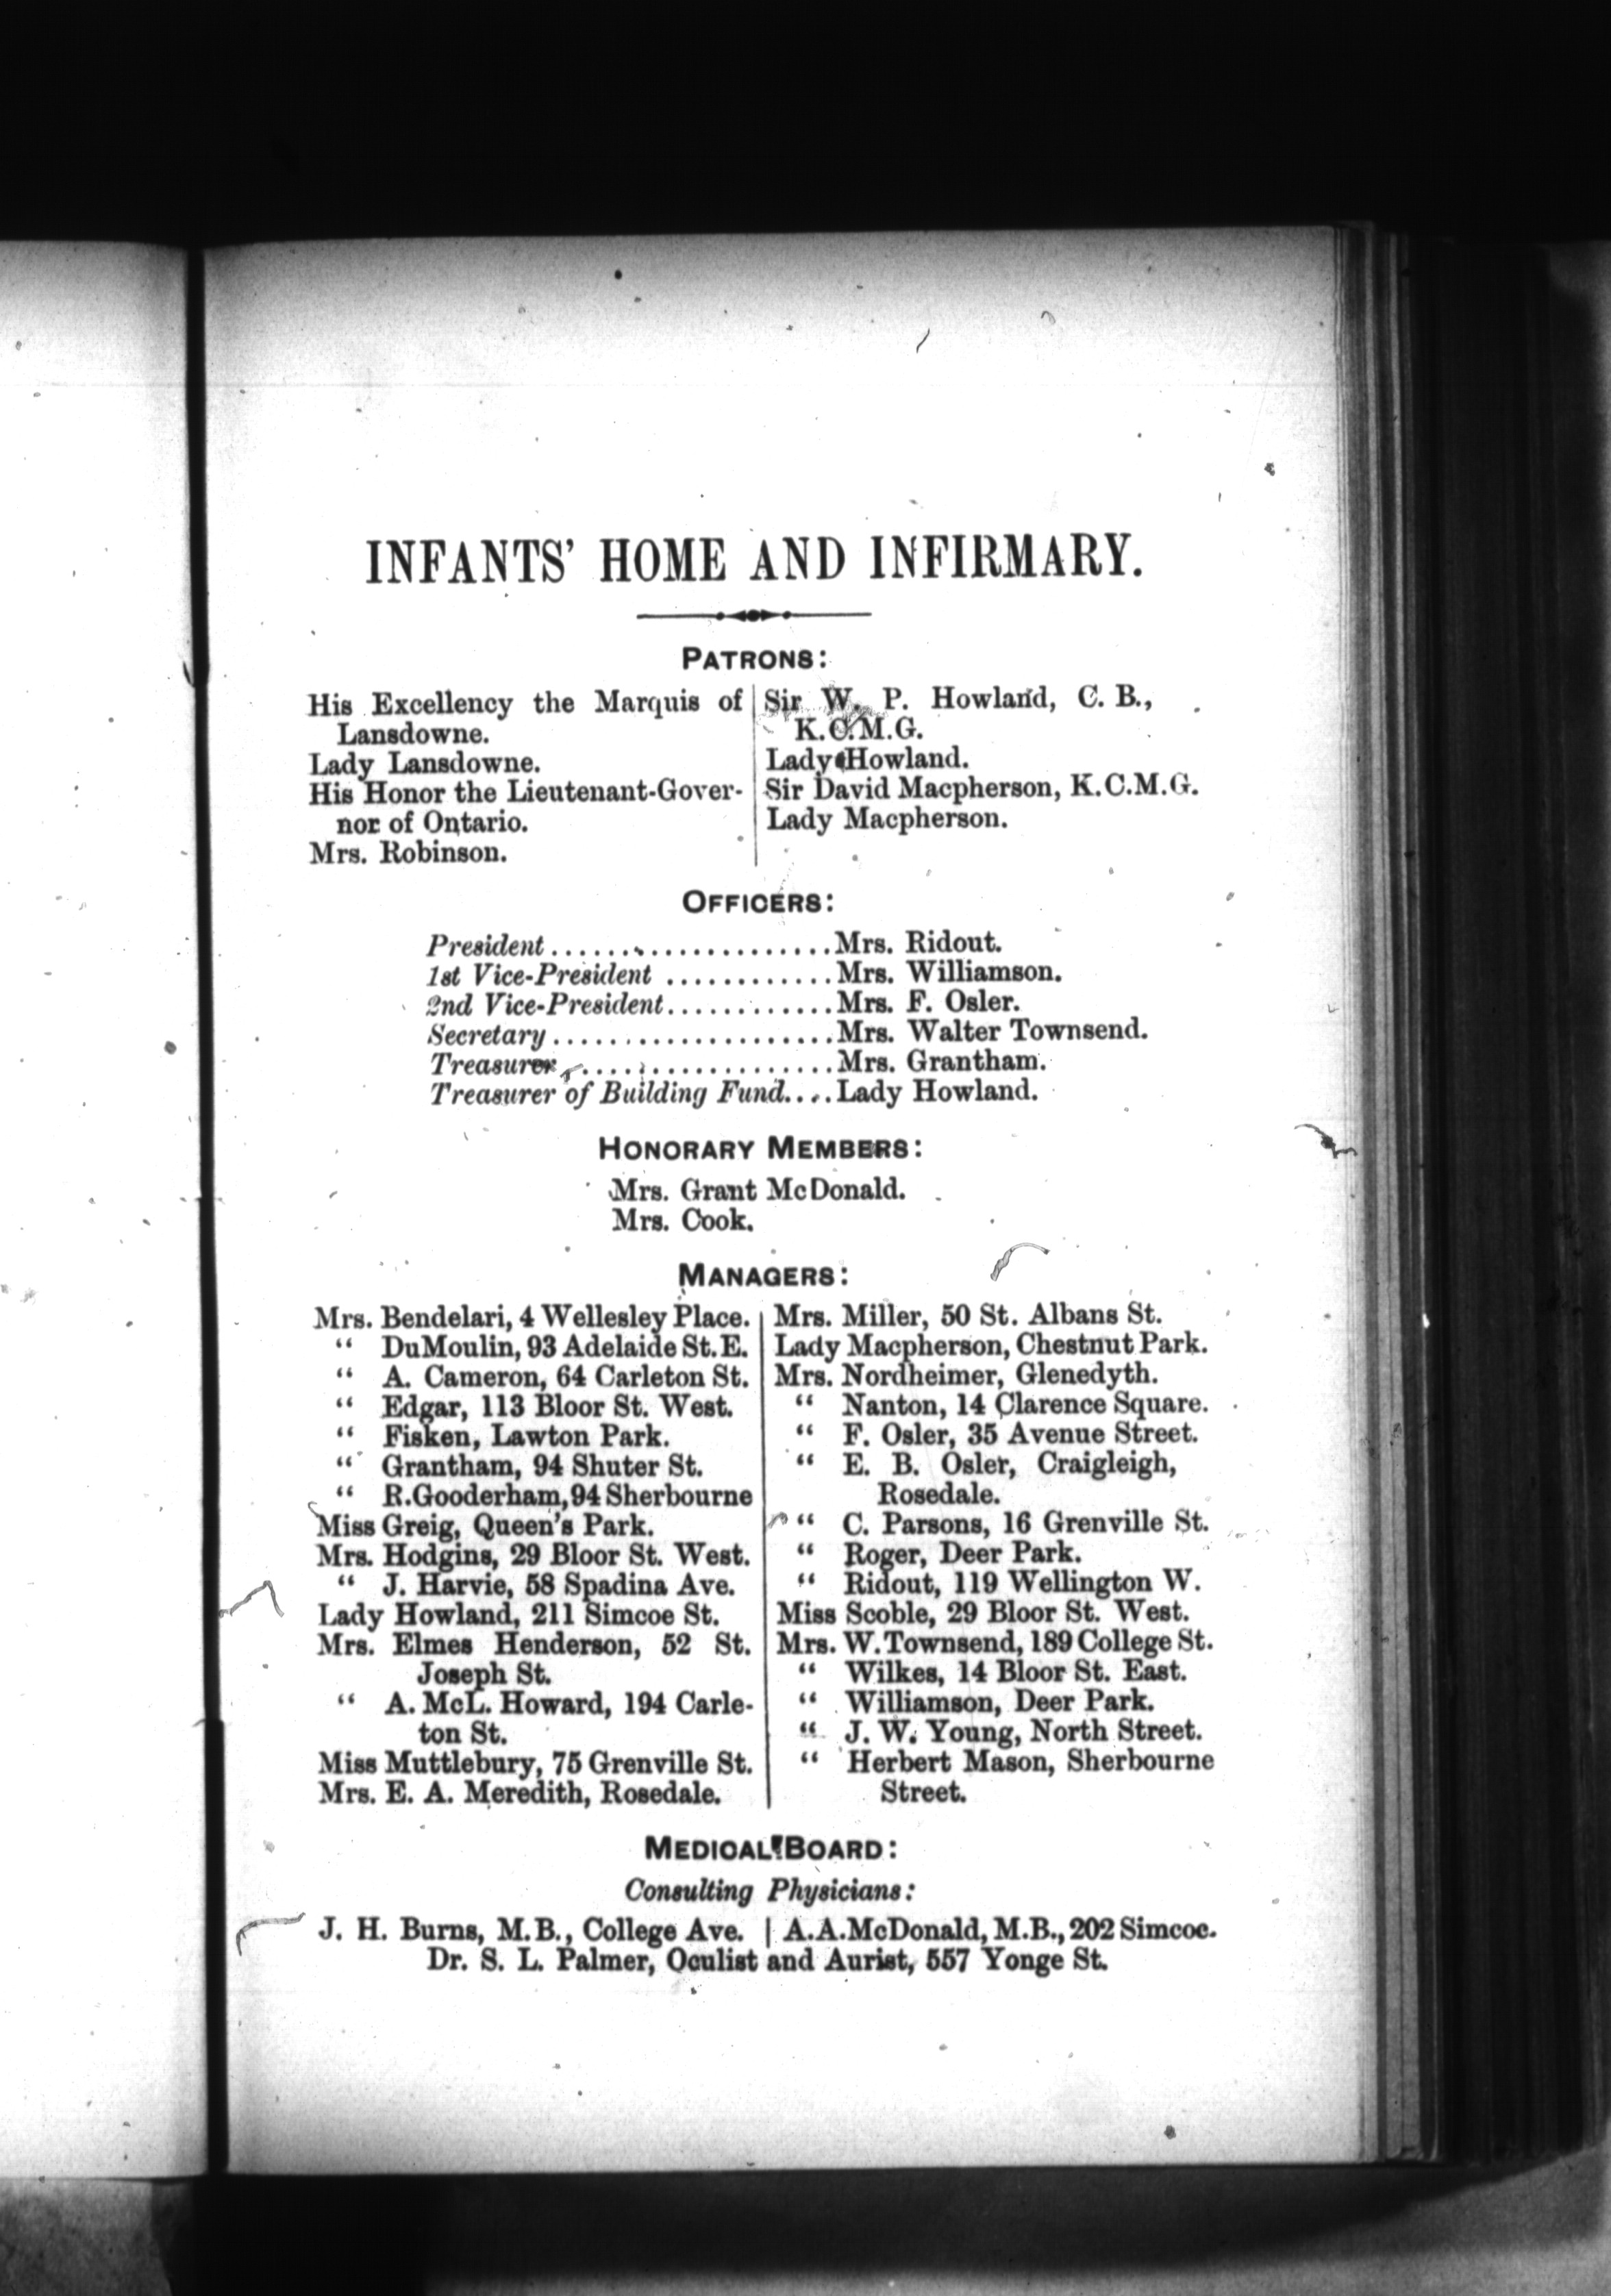 INFANTS' HOME AND INFIRMARY.
PATRONS:
His Excellency the Marquis of
Lansdowne.
Lady Lansdowne.
His Honor the Lieutenant-Gover-
nor of Ontario.
Mrs. Robinson.
Sir W. P. Howland, C. B.,
K.C.M.G.
Lady Howland.
Sir David Macpherson, K.C.M.G.
Lady Macpherson.
OFFICERS:
President....................Mrs. Ridout.
1st Vice-President ............Mrs. Williamson.
2nd Vice-President............Mrs. F. Osler.
Secretary....................Mrs. Walter Townsend.
Treasurer ..................Mrs. Grantham.
Treasurer of Building Fund....Lady Howland.
HONORARY MEMBERS:
Mrs. Grant McDonald.
Mrs. Cook.
MANAGERS:
Mrs. Bendelari, 4 Wellesley Place.
“ DuMoulin, 93 Adelaide St. E.
“ A. Cameron, 64 Carleton St.
“ Edgar, 113 Bloor St. West.
“ Fisken, Lawton Park.
“ Grantham, 94 Shuter St.
“ R. Gooderham, 94 Sherbourne
Miss Greig, Queen's Park.
Mrs. Hodgins, 29 Bloor St. West.
“ J. Harvie, 58 Spadina Ave.
Lady Howland, 211 Simcoe St.
Mrs. Elmes Henderson, 52 St.
Joseph St.
“ A. McL. Howard, 194 Carle-
ton St.
Miss Muttlebury, 75 Grenville St.
Mrs. E. A. Meredith, Rosedale.
Mrs. Miller, 50 St. Albans St.
Lady Macpherson, Chestnut Park.
Mrs. Nordheimer, Glenedyth.
“ Nanton, 14 Clarence Square.
“ F. Osler, 35 Avenue Street.
“ E. B. Osler, Craigleigh,
Rosedale.
“ C. Parsons, 16 Grenville St.
“ Roger, Deer Park.
“ Ridout, 119 Wellington W.
Miss Scoble, 29 Bloor St. West.
Mrs. W. Townsend, 189 College St.
“ Wilkes, 14 Bloor St. East.
“ Williamson, Deer Park.
“ J. W. Young, North Street.
“ Herbert Mason, Sherbourne
Street.
MEDICAL BOARD:
Consulting Physicians:
J. H. Burns, M.B., College Ave. | A.A.McDonald, M.B., 202 Simcoe.
Dr. S. L. Palmer, Oculist and Aurist, 557 Yonge St.